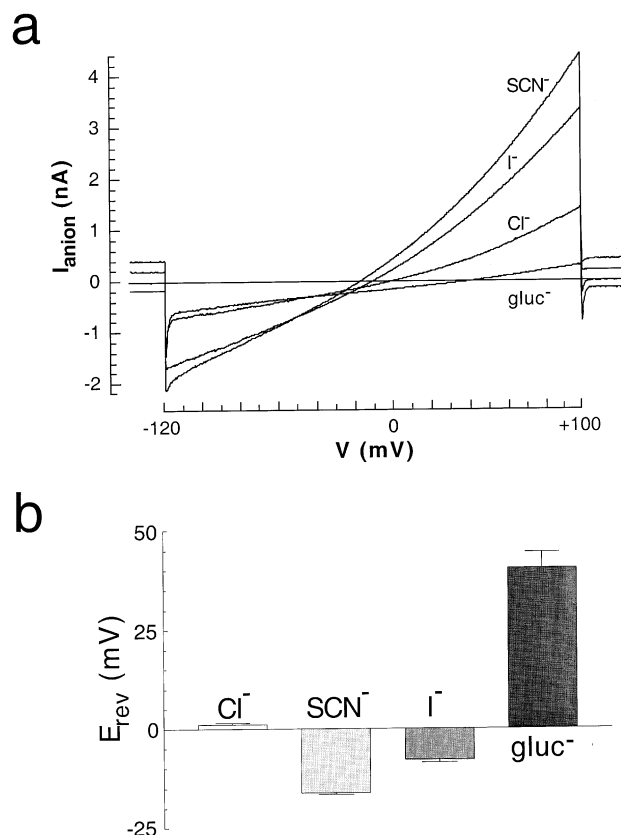 a
I_anion (nA)
4
3
2
1
0
-1
-2
SCN⁻
I⁻
Cl⁻
gluc⁻
-120
0
+100
V (mV)
b
E_rev (mV)
50
25
0
-25
Cl⁻
SCN⁻
I⁻
gluc⁻